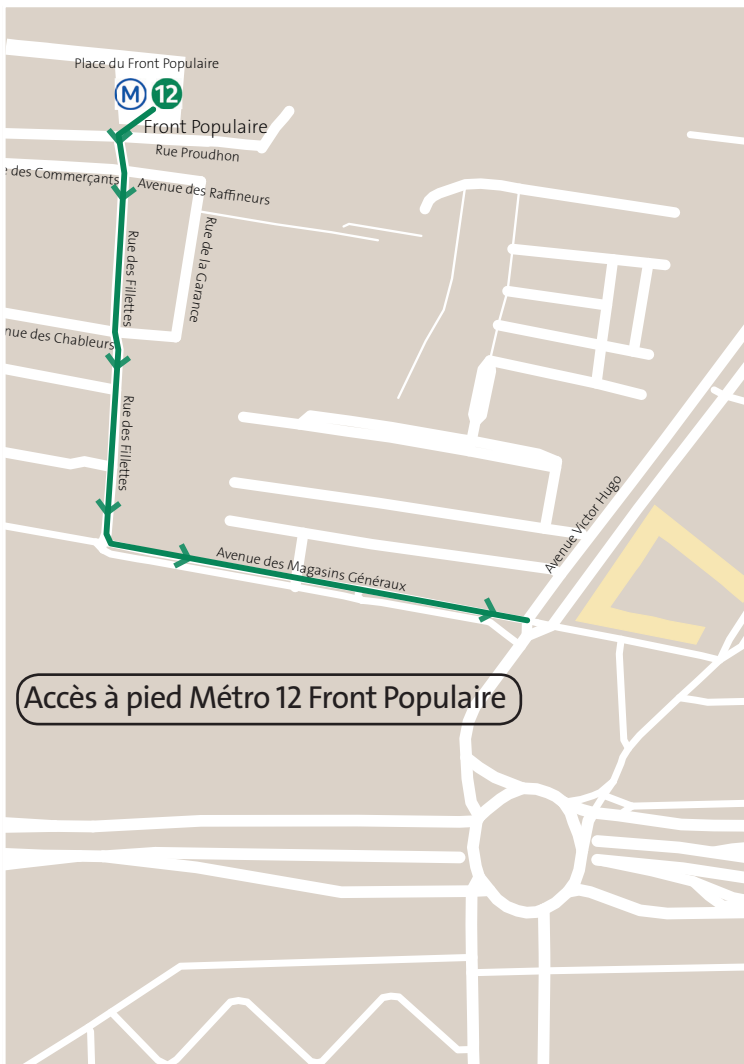 Place du Front Populaire
M 12
Front Populaire
Rue Proudhon
des Commerçants
Avenue des Raffineurs
Rue des Fillettes
Rue de la Garance
des Chableurs
Rue des Fillettes
Avenue Victor Hugo
Avenue des Magasins Généraux
Accès à pied Métro 12 Front Populaire